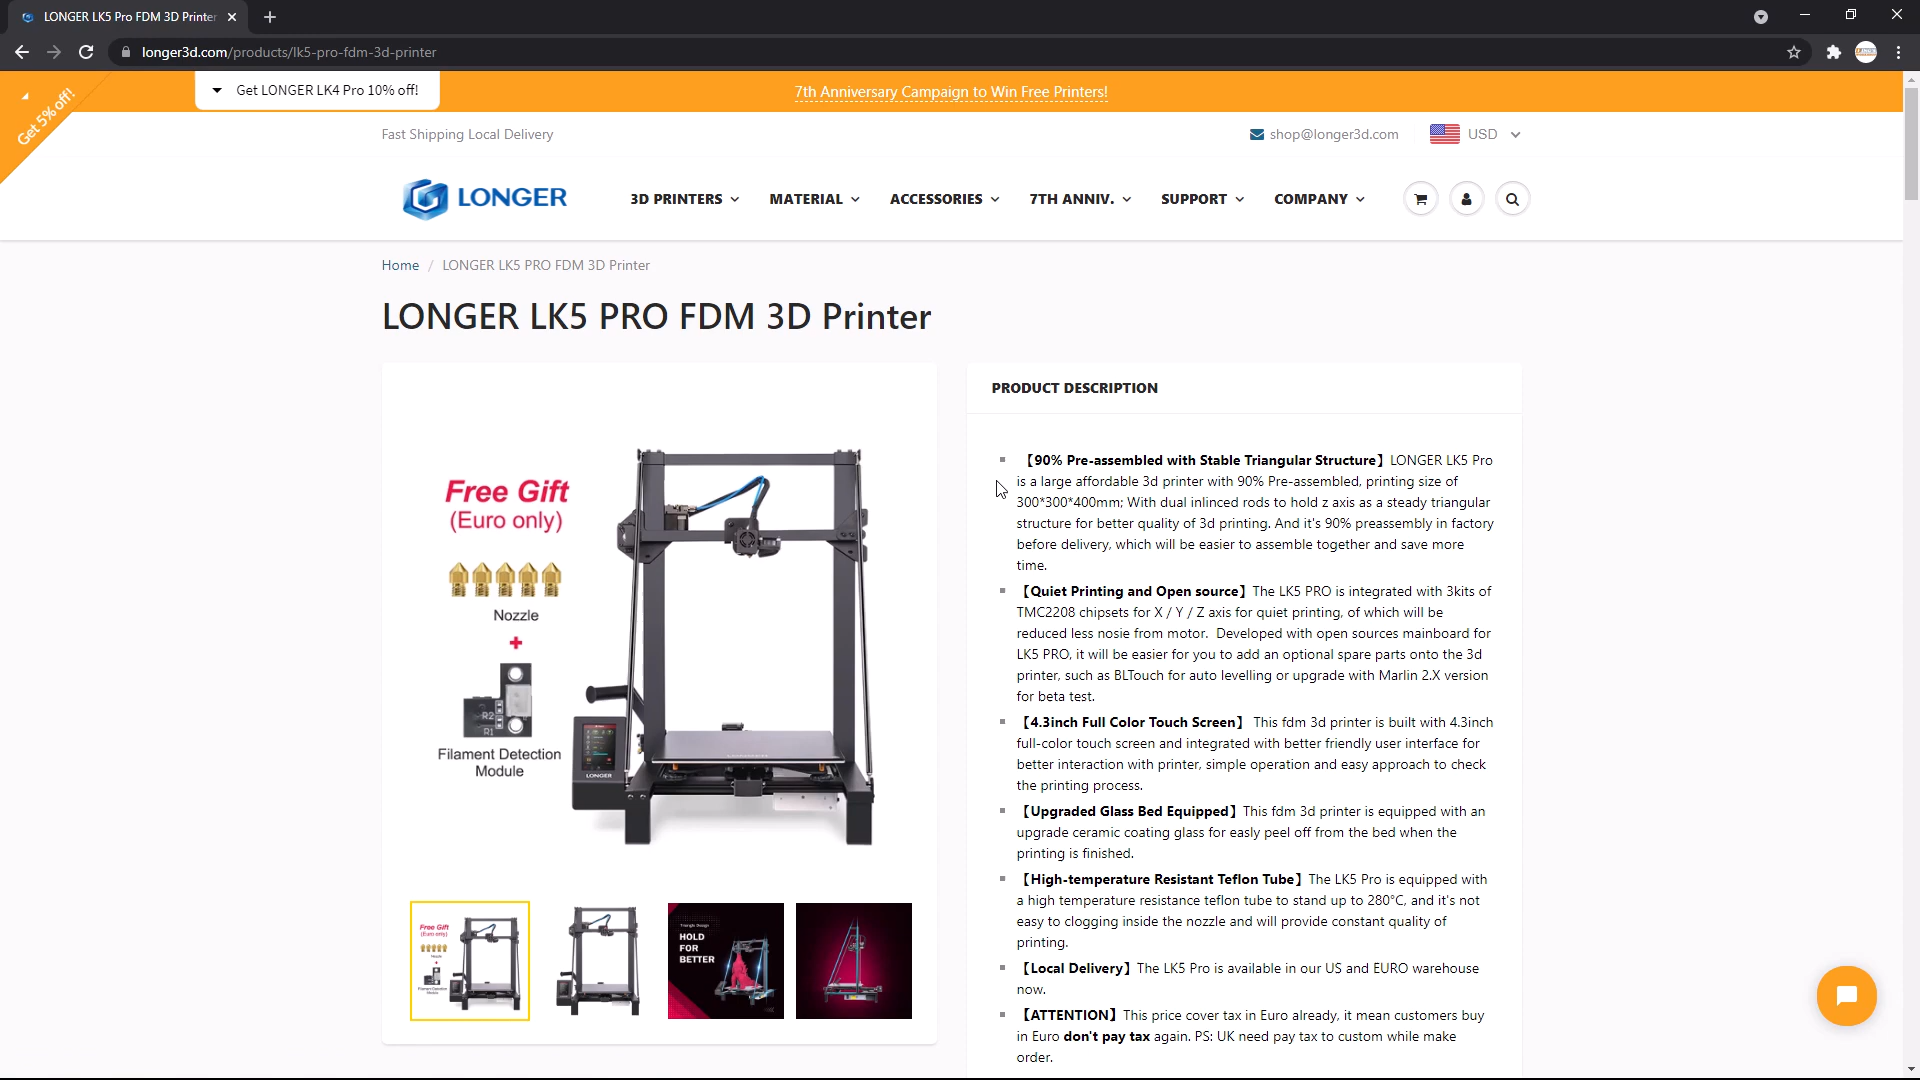 LONGER LK5 Pro FDM 3D Printer
longer3d.com/products/lk5-pro-fdm-3d-printer
Get 5% off!
Get LONGER LK4 Pro 10% off!
7th Anniversary Campaign to Win Free Printers!
Fast Shipping Local Delivery
shop@longer3d.com
USD
LONGER
3D PRINTERS
MATERIAL
ACCESSORIES
7TH ANNIV.
SUPPORT
COMPANY
Home / LONGER LK5 PRO FDM 3D Printer
LONGER LK5 PRO FDM 3D Printer
Free Gift
(Euro only)
Nozzle
+
R2
R1
Filament Detection
Module
LONGER
Free Gift
(Euro only)
Nozzle
Triangle Design
HOLD
FOR
BETTER
PRODUCT DESCRIPTION
【90% Pre-assembled with Stable Triangular Structure】LONGER LK5 Pro
is a large affordable 3d printer with 90% Pre-assembled, printing size of
300*300*400mm; With dual inlinced rods to hold z axis as a steady triangular
structure for better quality of 3d printing. And it's 90% preassembly in factory
before delivery, which will be easier to assemble together and save more
time.
【Quiet Printing and Open source】The LK5 PRO is integrated with 3kits of
TMC2208 chipsets for X / Y / Z axis for quiet printing, of which will be
reduced less nosie from motor. Developed with open sources mainboard for
LK5 PRO, it will be easier for you to add an optional spare parts onto the 3d
printer, such as BLTouch for auto levelling or upgrade with Marlin 2.X version
for beta test.
【4.3inch Full Color Touch Screen】 This fdm 3d printer is built with 4.3inch
full-color touch screen and integrated with better friendly user interface for
better interaction with printer, simple operation and easy approach to check
the printing process.
【Upgraded Glass Bed Equipped】This fdm 3d printer is equipped with an
upgrade ceramic coating glass for easly peel off from the bed when the
printing is finished.
【High-temperature Resistant Teflon Tube】The LK5 Pro is equipped with
a high temperature resistance teflon tube to stand up to 280°C, and it's not
easy to clogging inside the nozzle and will provide constant quality of
printing.
【Local Delivery】The LK5 Pro is available in our US and EURO warehouse
now.
【ATTENTION】This price cover tax in Euro already, it mean customers buy
in Euro don't pay tax again. PS: UK need pay tax to custom while make
order.